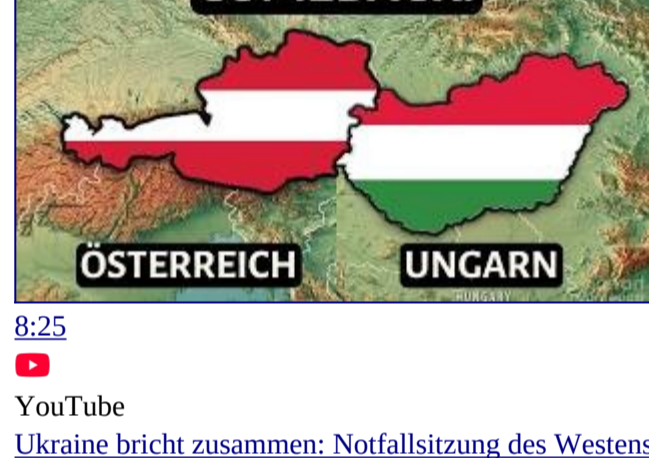 ÖSTERREICH
UNGARN
HUNGARY
8:25
YouTube
Ukraine bricht zusammen: Notfallsitzung des Westens